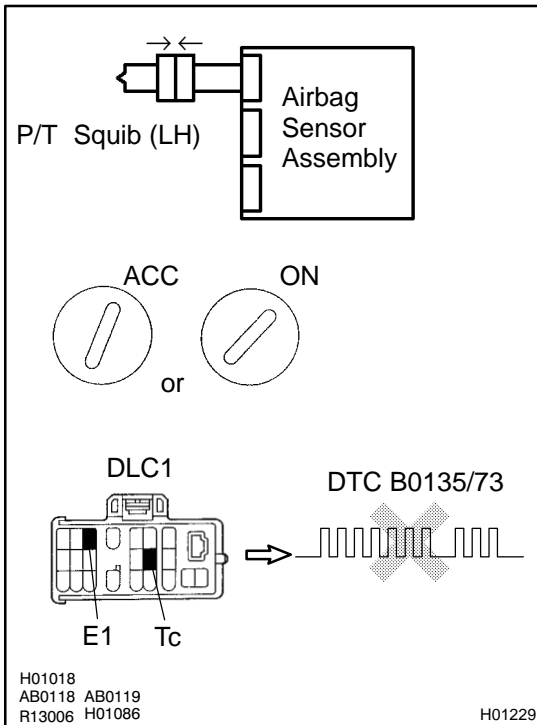 P/T Squib (LH)
Airbag
Sensor
Assembly
ACC
ON
or
DLC1
DTC B0135/73
E1
Tc
H01018
AB0118 AB0119
R13006 H01086
H01229